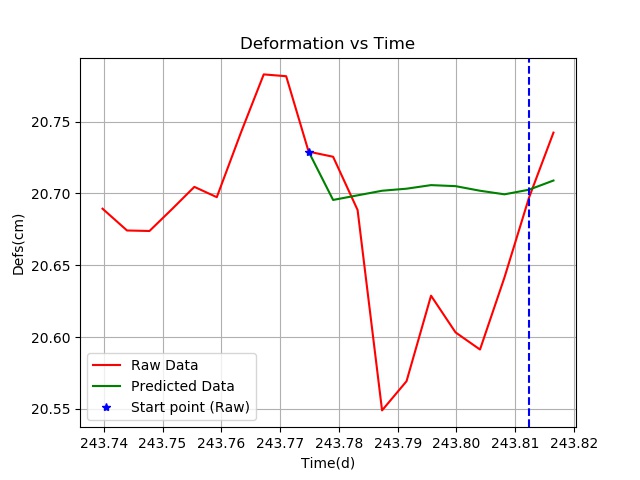 Deformation vs Time
Defs(cm)
20.75
20.70
20.65
20.60
20.55
Raw Data
Predicted Data
Start point (Raw)
243.74 243.75 243.76 243.77 243.78 243.79 243.80 243.81 243.82
Time(d)